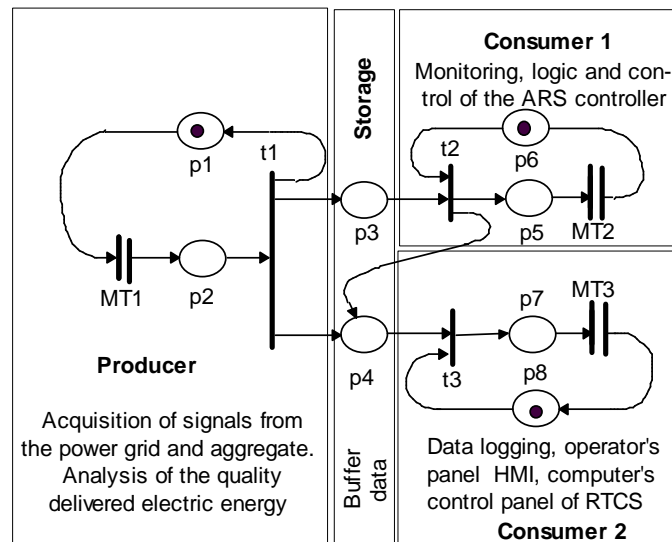 p1
t1
MT1
p2
Producer
Acquisition of signals from
the power grid and aggregate.
Analysis of the quality
delivered electric energy
Storage
p3
p4
Buffer
data
Consumer 1
Monitoring, logic and con-
trol of the ARS controller
t2
p6
p5
MT2
p7
MT3
t3
p8
Data logging, operator's
panel HMI, computer's
control panel of RTCS
Consumer 2